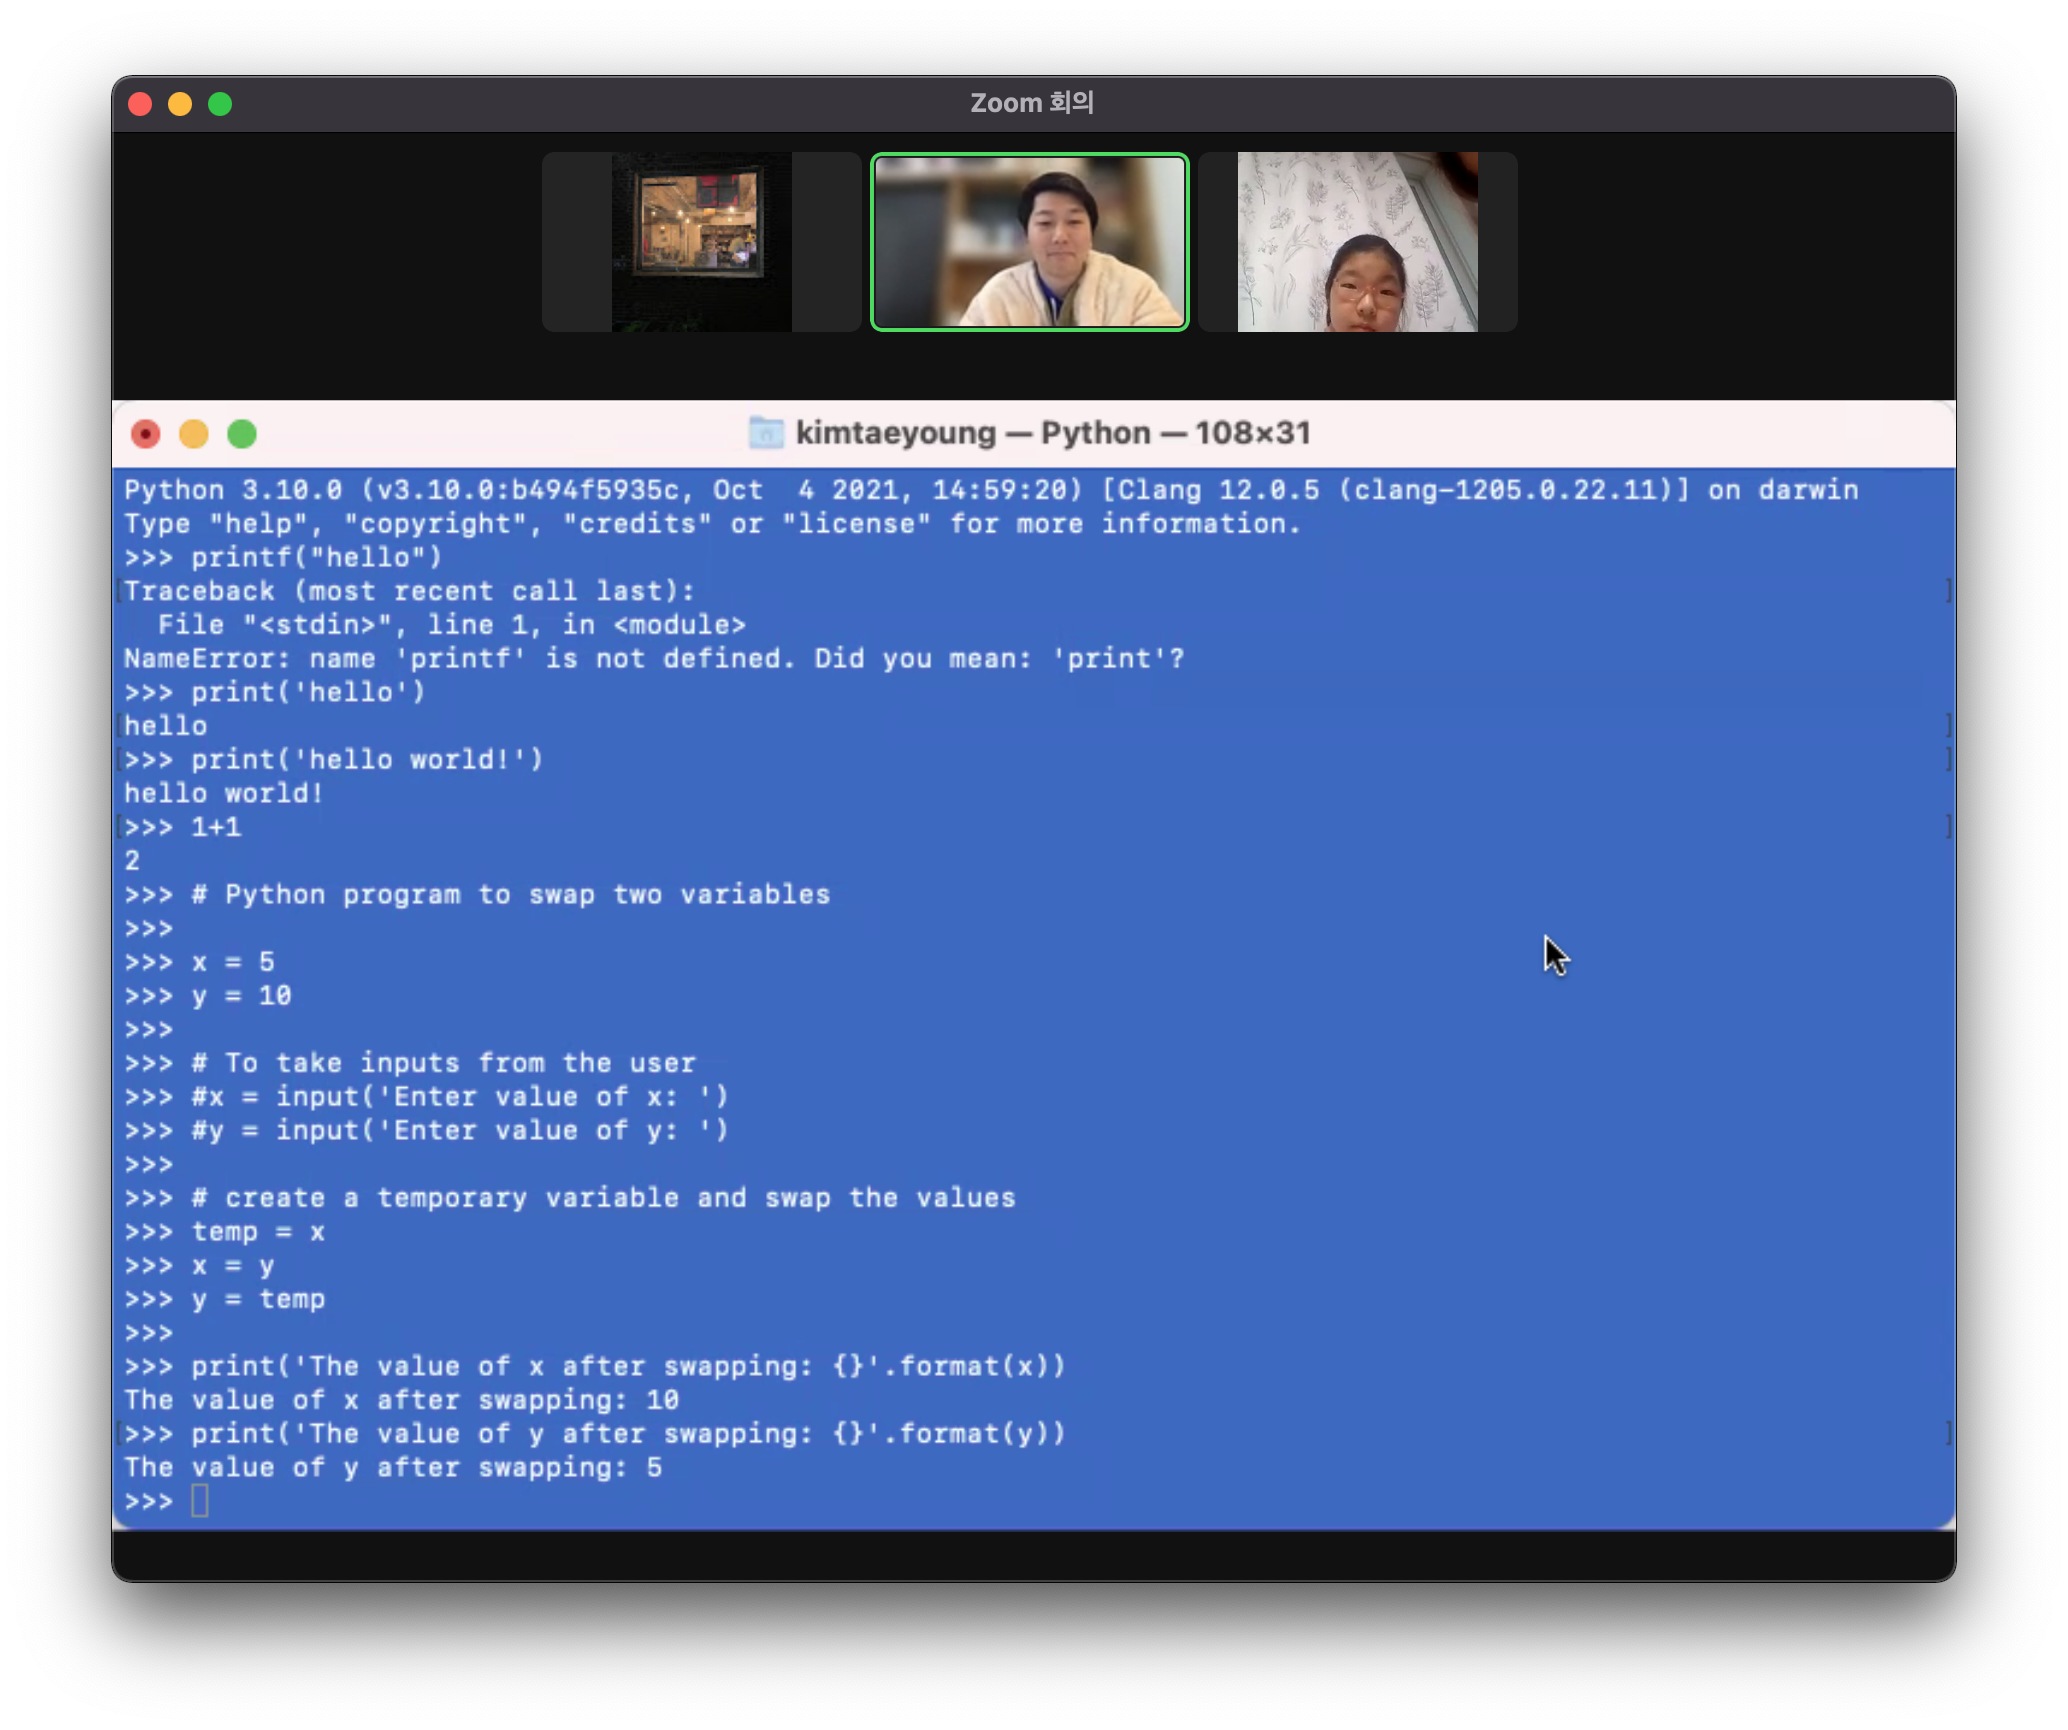 Zoom 회의
kimtaeyoung — Python — 108×31
Python 3.10.0 (v3.10.0:b494f5935c, Oct  4 2021, 14:59:20) [Clang 12.0.5 (clang-1205.0.22.11)] on darwin
Type "help", "copyright", "credits" or "license" for more information.
>>> printf("hello")
[Traceback (most recent call last): ]
  File "<stdin>", line 1, in <module>
NameError: name 'printf' is not defined. Did you mean: 'print'?
>>> print('hello')
[hello ]
[>>> print('hello world!') ]
hello world!
[>>> 1+1 ]
2
>>> # Python program to swap two variables
>>>
>>> x = 5
>>> y = 10
>>>
>>> # To take inputs from the user
>>> #x = input('Enter value of x: ')
>>> #y = input('Enter value of y: ')
>>>
>>> # create a temporary variable and swap the values
>>> temp = x
>>> x = y
>>> y = temp
>>>
>>> print('The value of x after swapping: {}'.format(x))
The value of x after swapping: 10
[>>> print('The value of y after swapping: {}'.format(y)) ]
The value of y after swapping: 5
>>>